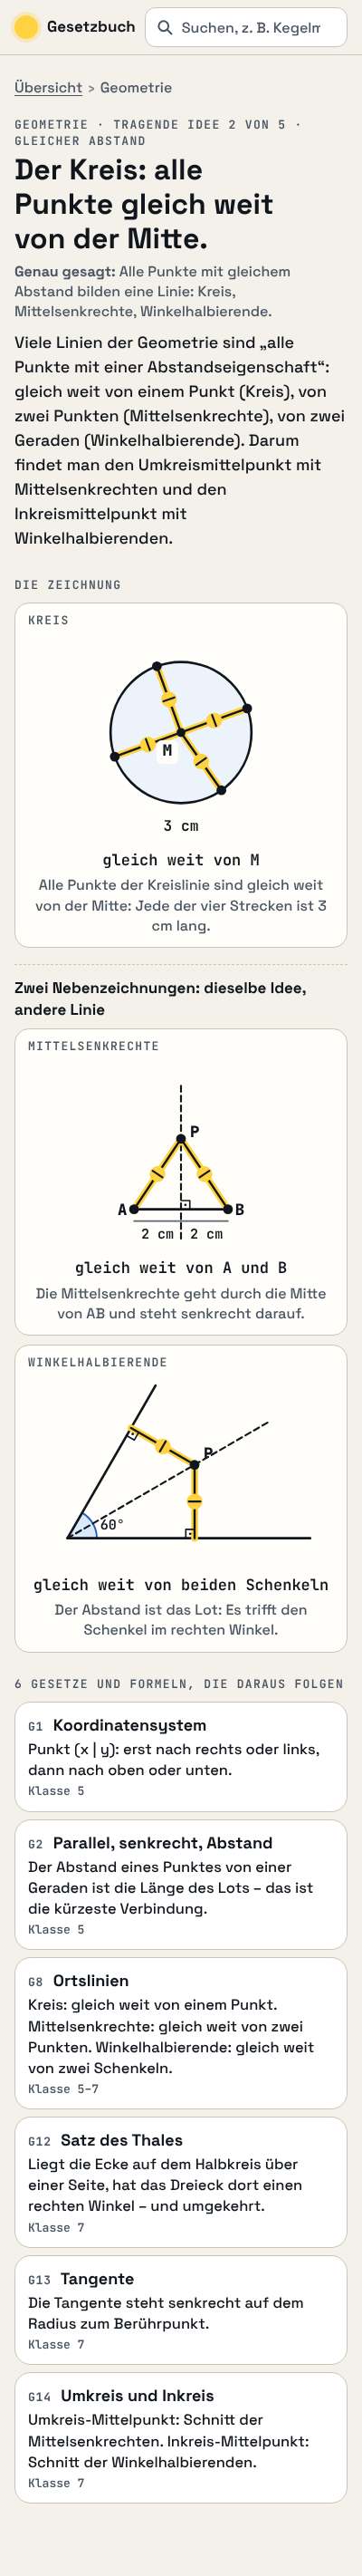 Gesetzbuch
Suchen, z. B. Kegelm
Übersicht > Geometrie
GEOMETRIE · TRAGENDE IDEE 2 VON 5 ·
GLEICHER ABSTAND
Der Kreis: alle
Punkte gleich weit
von der Mitte.
Genau gesagt: Alle Punkte mit gleichem
Abstand bilden eine Linie: Kreis,
Mittelsenkrechte, Winkelhalbierende.
Viele Linien der Geometrie sind „alle
Punkte mit einer Abstandseigenschaft“:
gleich weit von einem Punkt (Kreis), von
zwei Punkten (Mittelsenkrechte), von zwei
Geraden (Winkelhalbierende). Darum
findet man den Umkreismittelpunkt mit
Mittelsenkrechten und den
Inkreismittelpunkt mit
Winkelhalbierenden.
DIE ZEICHNUNG
KREIS
M
3 cm
gleich weit von M
Alle Punkte der Kreislinie sind gleich weit
von der Mitte: Jede der vier Strecken ist 3
cm lang.
Zwei Nebenzeichnungen: dieselbe Idee,
andere Linie
MITTELSENKRECHTE
P
A B
2 cm 2 cm
gleich weit von A und B
Die Mittelsenkrechte geht durch die Mitte
von AB und steht senkrecht darauf.
WINKELHALBIERENDE
P
60°
gleich weit von beiden Schenkeln
Der Abstand ist das Lot: Es trifft den
Schenkel im rechten Winkel.
6 GESETZE UND FORMELN, DIE DARAUS FOLGEN
G1 Koordinatensystem
Punkt (x | y): erst nach rechts oder links,
dann nach oben oder unten.
Klasse 5
G2 Parallel, senkrecht, Abstand
Der Abstand eines Punktes von einer
Geraden ist die Länge des Lots – das ist
die kürzeste Verbindung.
Klasse 5
G8 Ortslinien
Kreis: gleich weit von einem Punkt.
Mittelsenkrechte: gleich weit von zwei
Punkten. Winkelhalbierende: gleich weit
von zwei Schenkeln.
Klasse 5–7
G12 Satz des Thales
Liegt die Ecke auf dem Halbkreis über
einer Seite, hat das Dreieck dort einen
rechten Winkel – und umgekehrt.
Klasse 7
G13 Tangente
Die Tangente steht senkrecht auf dem
Radius zum Berührpunkt.
Klasse 7
G14 Umkreis und Inkreis
Umkreis-Mittelpunkt: Schnitt der
Mittelsenkrechten. Inkreis-Mittelpunkt:
Schnitt der Winkelhalbierenden.
Klasse 7